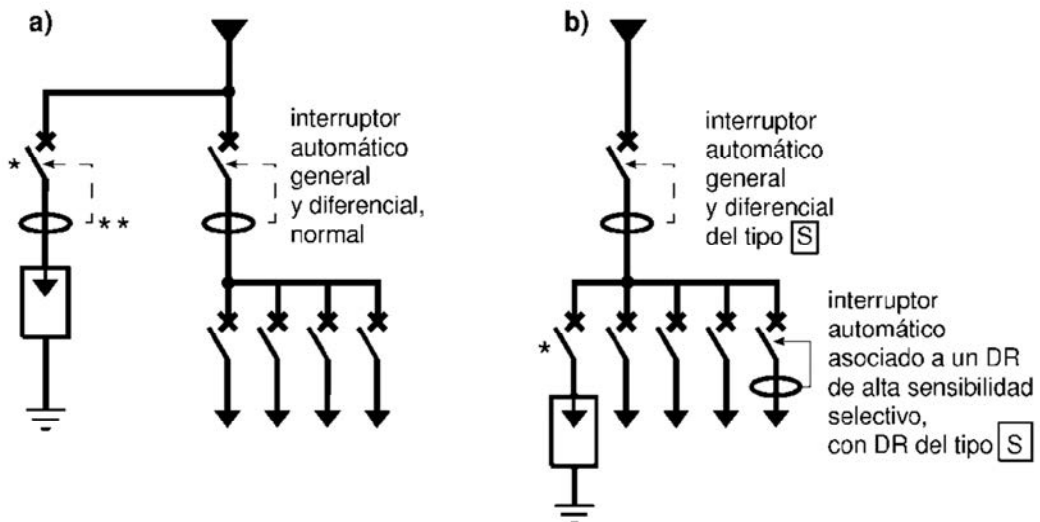 a)
*
* *
interruptor
automático
general
y diferencial,
normal
b)
interruptor
automático
general
y diferencial
del tipo S
*
interruptor
automático
asociado a un DR
de alta sensibilidad
selectivo,
con DR del tipo S